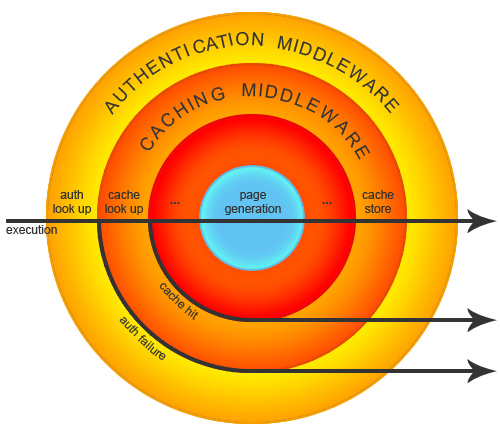 AUTHENTICATION MIDDLEWARE
CACHING MIDDLEWARE
auth
look up
cache
look up
...
page
generation
...
cache
store
execution
cache hit
auth failure